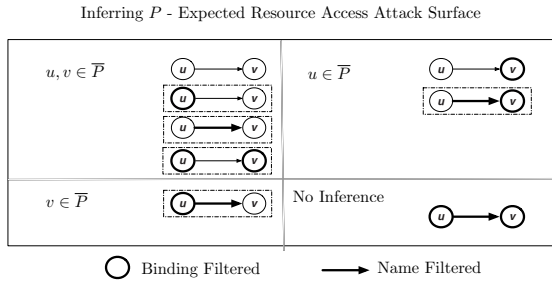 Inferring P - Expected Resource Access Attack Surface
u, v ∈ P̅
u v
u v
u v
u v
u ∈ P̅
u v
u v
v ∈ P̅
u v
No Inference
u v
Binding Filtered
Name Filtered